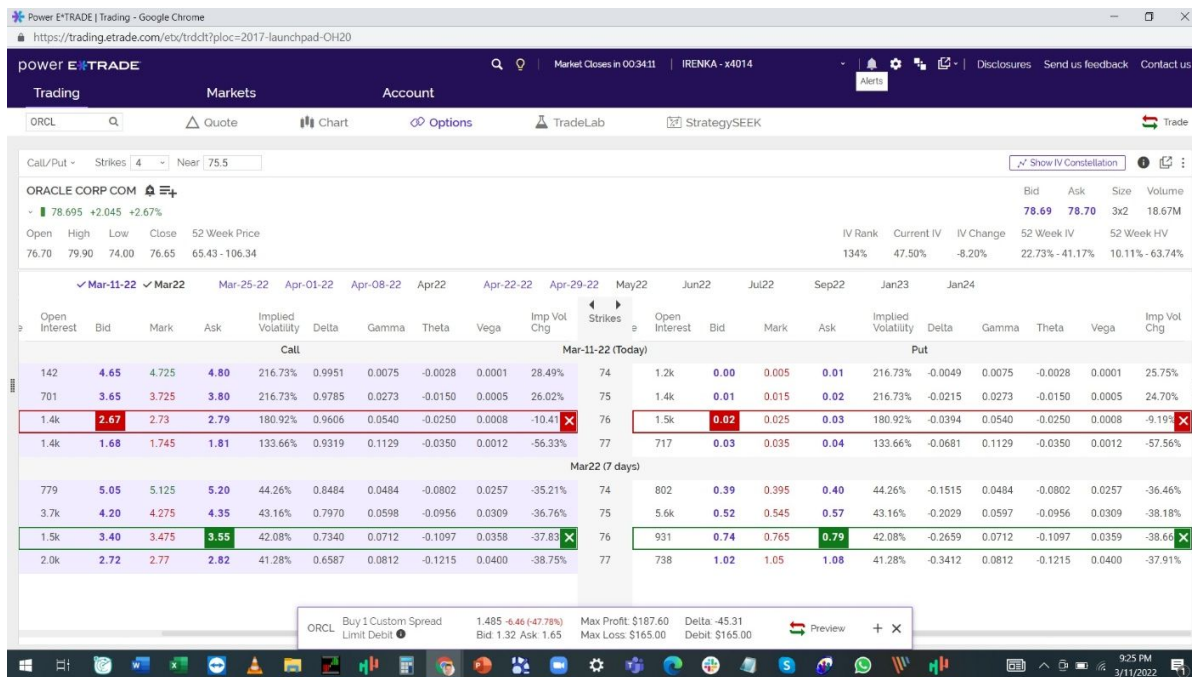 Power E*TRADE | Trading - Google Chrome
https://trading.etrade.com/etx/trdclt?ploc=2017-launchpad-OH20
power E*TRADE Market Closes in 00:34:11 | IRENKA - x4014 Disclosures Send us feedback Contact us
Alerts
Trading Markets Account
ORCL Quote Chart Options TradeLab StrategySEEK Trade
Call/Put Strikes 4 Near 75.5 Show IV Constellation
ORACLE CORP COM Bid Ask Size Volume
78.695 +2.045 +2.67% 78.69 78.70 3x2 18.67M
Open High Low Close 52 Week Price IV Rank Current IV IV Change 52 Week IV 52 Week HV
76.70 79.90 74.00 76.65 65.43 - 106.34 134% 47.50% -8.20% 22.73% - 41.17% 10.11% - 63.74%
Mar-11-22 Mar22 Mar-25-22 Apr-01-22 Apr-08-22 Apr22 Apr-22-22 Apr-29-22 May22 Jun22 Jul22 Sep22 Jan23 Jan24
e Open Interest Bid Mark Ask Implied Volatility Delta Gamma Theta Vega Imp Vol Chg Strikes e Open Interest Bid Mark Ask Implied Volatility Delta Gamma Theta Vega Imp Vol Chg
Call Mar-11-22 (Today) Put
142 4.65 4.725 4.80 216.73% 0.9951 0.0075 -0.0028 0.0001 28.49% 74 1.2k 0.00 0.005 0.01 216.73% -0.0049 0.0075 -0.0028 0.0001 25.75%
701 3.65 3.725 3.80 216.73% 0.9785 0.0273 -0.0150 0.0005 26.02% 75 1.4k 0.01 0.015 0.02 216.73% -0.0215 0.0273 -0.0150 0.0005 24.70%
1.4k 2.67 2.73 2.79 180.92% 0.9606 0.0540 -0.0250 0.0008 -10.41 76 1.5k 0.02 0.025 0.03 180.92% -0.0394 0.0540 -0.0250 0.0008 -9.19%
1.4k 1.68 1.745 1.81 133.66% 0.9319 0.1129 -0.0350 0.0012 -56.33% 77 717 0.03 0.035 0.04 133.66% -0.0681 0.1129 -0.0350 0.0012 -57.56%
Mar22 (7 days)
779 5.05 5.125 5.20 44.26% 0.8484 0.0484 -0.0802 0.0257 -35.21% 74 802 0.39 0.395 0.40 44.26% -0.1515 0.0484 -0.0802 0.0257 -36.46%
3.7k 4.20 4.275 4.35 43.16% 0.7970 0.0598 -0.0956 0.0309 -36.76% 75 5.6k 0.52 0.545 0.57 43.16% -0.2029 0.0597 -0.0956 0.0309 -38.18%
1.5k 3.40 3.475 3.55 42.08% 0.7340 0.0712 -0.1097 0.0358 -37.83 76 931 0.74 0.765 0.79 42.08% -0.2659 0.0712 -0.1097 0.0359 -38.66
2.0k 2.72 2.77 2.82 41.28% 0.6587 0.0812 -0.1215 0.0400 -38.75% 77 738 1.02 1.05 1.08 41.28% -0.3412 0.0812 -0.1215 0.0400 -37.91%
ORCL Buy 1 Custom Spread 1.485 -6.46 (-47.78%) Max Profit: $187.60 Delta: -45.31 Preview
Limit Debit Bid: 1.32 Ask: 1.65 Max Loss: $165.00 Debit: $165.00
9:25 PM
3/11/2022